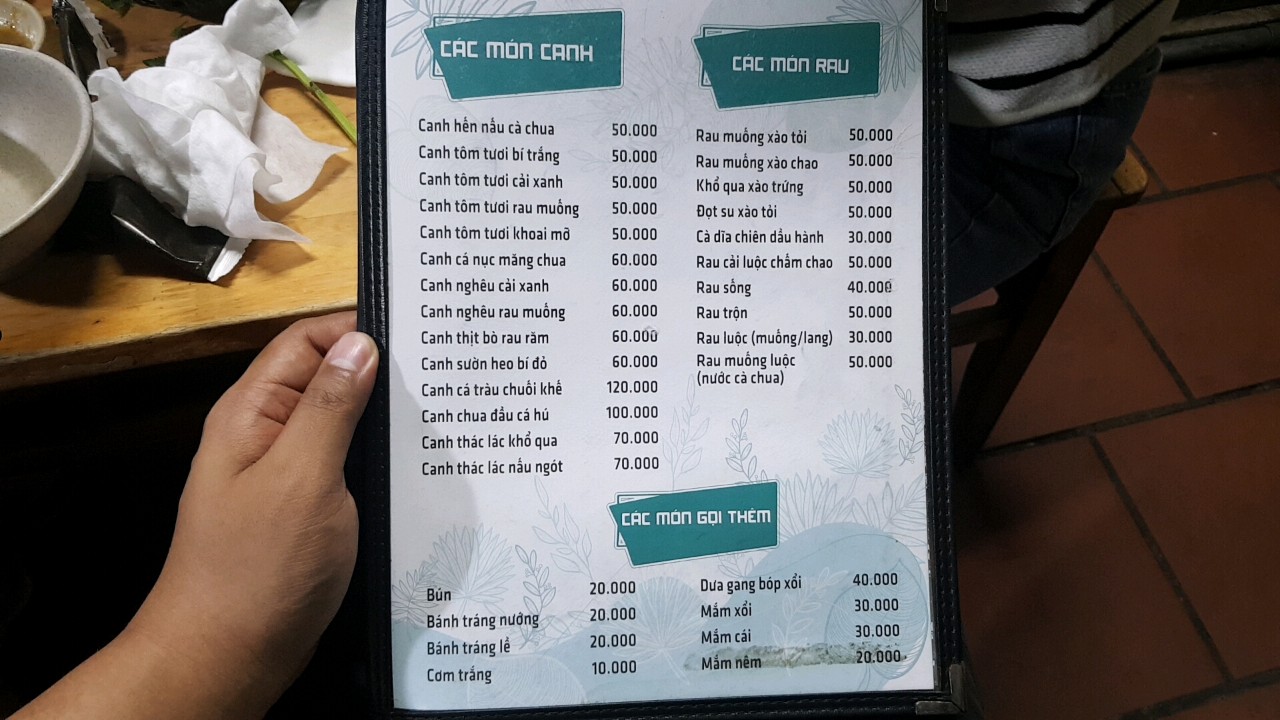 CÁC MÓN CANH
Canh hến nấu cà chua 50.000
Canh tôm tươi bí trắng 50.000
Canh tôm tươi cải xanh 50.000
Canh tôm tươi rau muống 50.000
Canh tôm tươi khoai mỡ 50.000
Canh cá nục măng chua 60.000
Canh nghêu cải xanh 60.000
Canh nghêu rau muống 60.000
Canh thịt bò rau răm 60.000
Canh sườn heo bí đỏ 60.000
Canh cá tràu chuối khế 120.000
Canh chua đầu cá hú 100.000
Canh thác lác khổ qua 70.000
Canh thác lác nấu ngót 70.000
CÁC MÓN RAU
Rau muống xào tỏi 50.000
Rau muống xào chao 50.000
Khổ qua xào trứng 50.000
Đọt su xào tỏi 50.000
Cà dĩa chiên dầu hành 30.000
Rau cải luộc chấm chao 50.000
Rau sống 40.000
Rau trộn 50.000
Rau luộc (muống/lang) 30.000
Rau muống luộc 50.000
(nước cà chua)
CÁC MÓN GỌI THÊM
Bún 20.000
Bánh tráng nướng 20.000
Bánh tráng lề 20.000
Cơm trắng 10.000
Dưa gang bóp xổi 40.000
Mắm xổi 30.000
Mắm cái 30.000
Mắm nêm 20.000